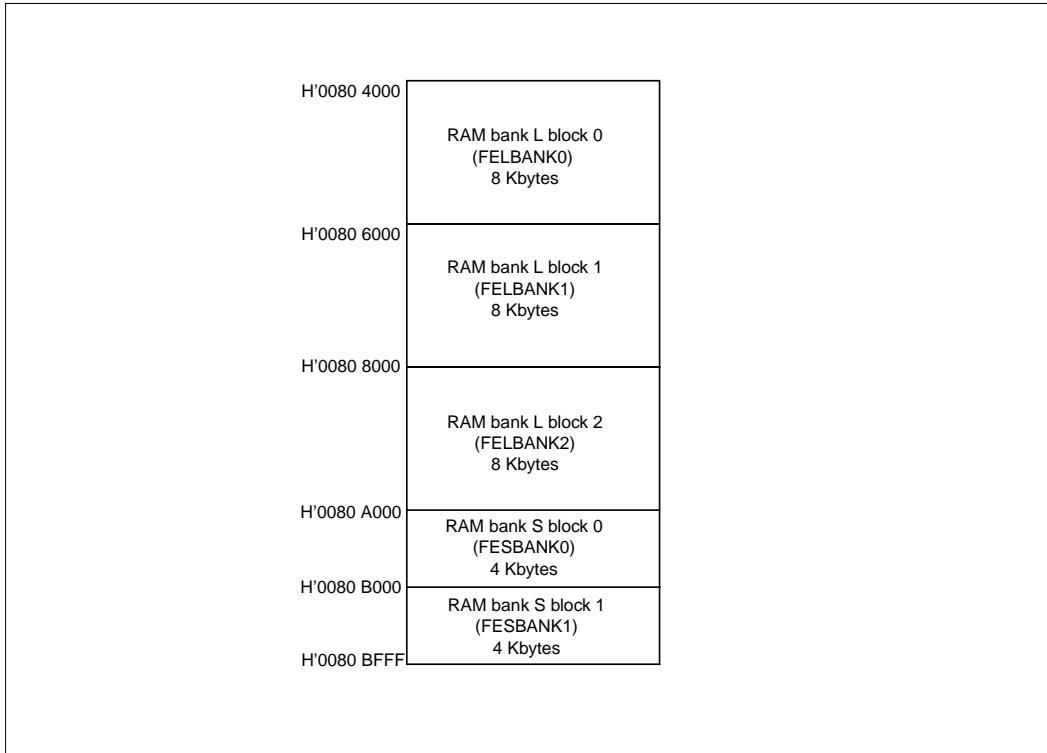 H'0080 4000
RAM bank L block 0
(FELBANK0)
8 Kbytes
H'0080 6000
RAM bank L block 1
(FELBANK1)
8 Kbytes
H'0080 8000
RAM bank L block 2
(FELBANK2)
8 Kbytes
H'0080 A000
RAM bank S block 0
(FESBANK0)
4 Kbytes
H'0080 B000
RAM bank S block 1
(FESBANK1)
4 Kbytes
H'0080 BFFF